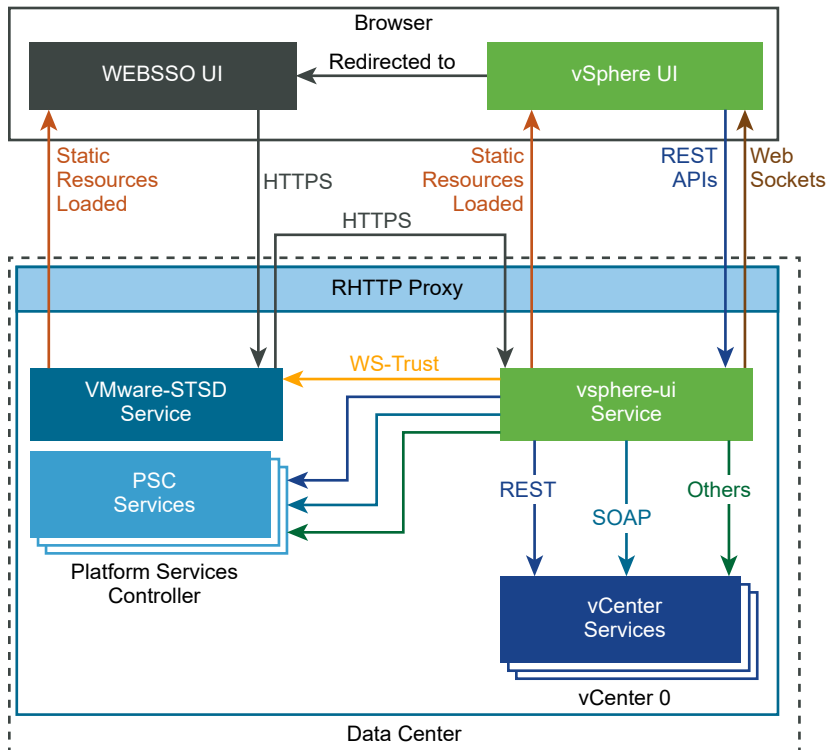 Browser
WEBSSO UI
Redirected to
vSphere UI
Static
Resources
Loaded
HTTPS
HTTPS
Static
Resources
Loaded
REST
APIs
Web
Sockets
RHTTP Proxy
VMware-STSD
Service
WS-Trust
vsphere-ui
Service
PSC
Services
Platform Services
Controller
REST
SOAP
Others
vCenter
Services
vCenter 0
Data Center